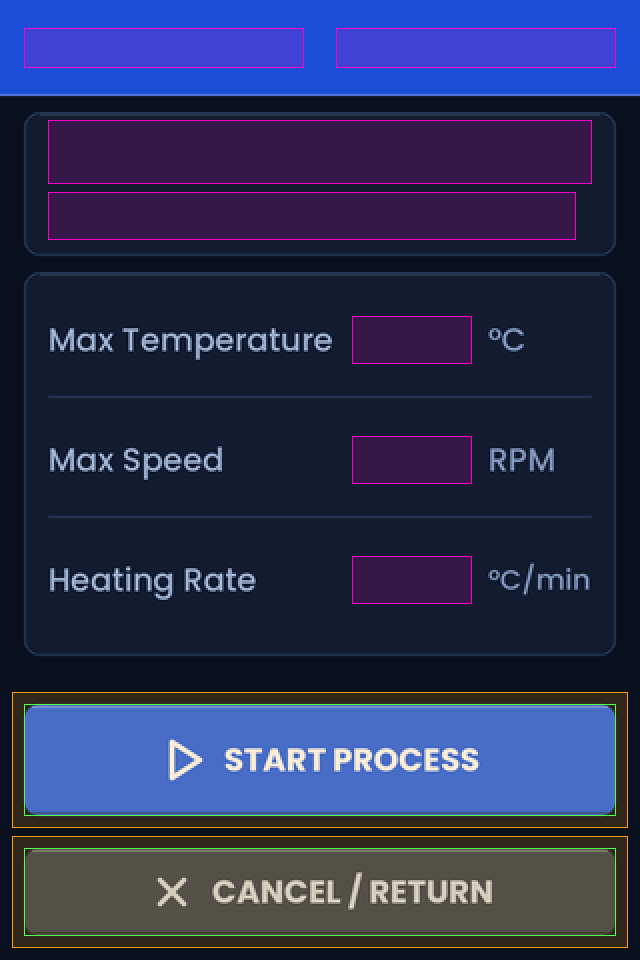 Max Temperature ºC
Max Speed RPM
Heating Rate ºC/min
START PROCESS
CANCEL / RETURN